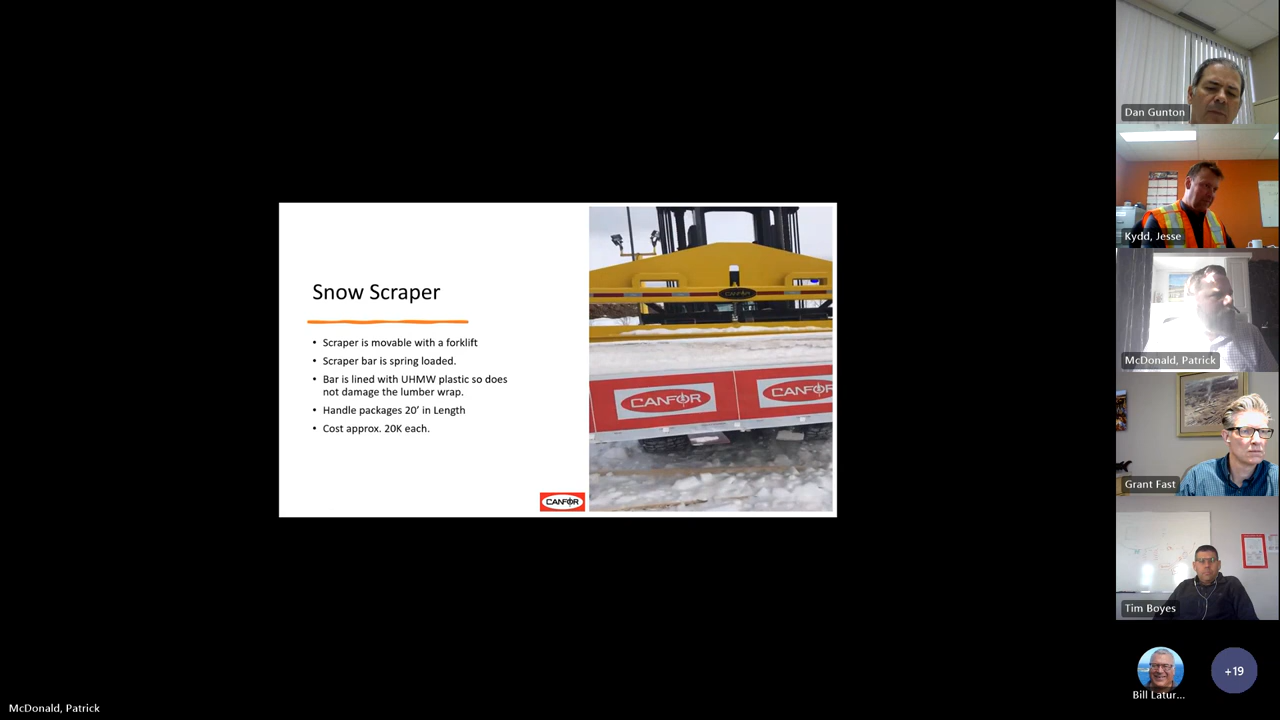 Snow Scraper
• Scraper is movable with a forklift
• Scraper bar is spring loaded.
• Bar is lined with UHMW plastic so does
not damage the lumber wrap.
• Handle packages 20’ in Length
• Cost approx. 20K each.
CANFOR
CANFOR
CANFOR
CANFOR
Dan Gunton
Kydd, Jesse
McDonald, Patrick
Grant Fast
Tim Boyes
Bill Latur...
+19
McDonald, Patrick